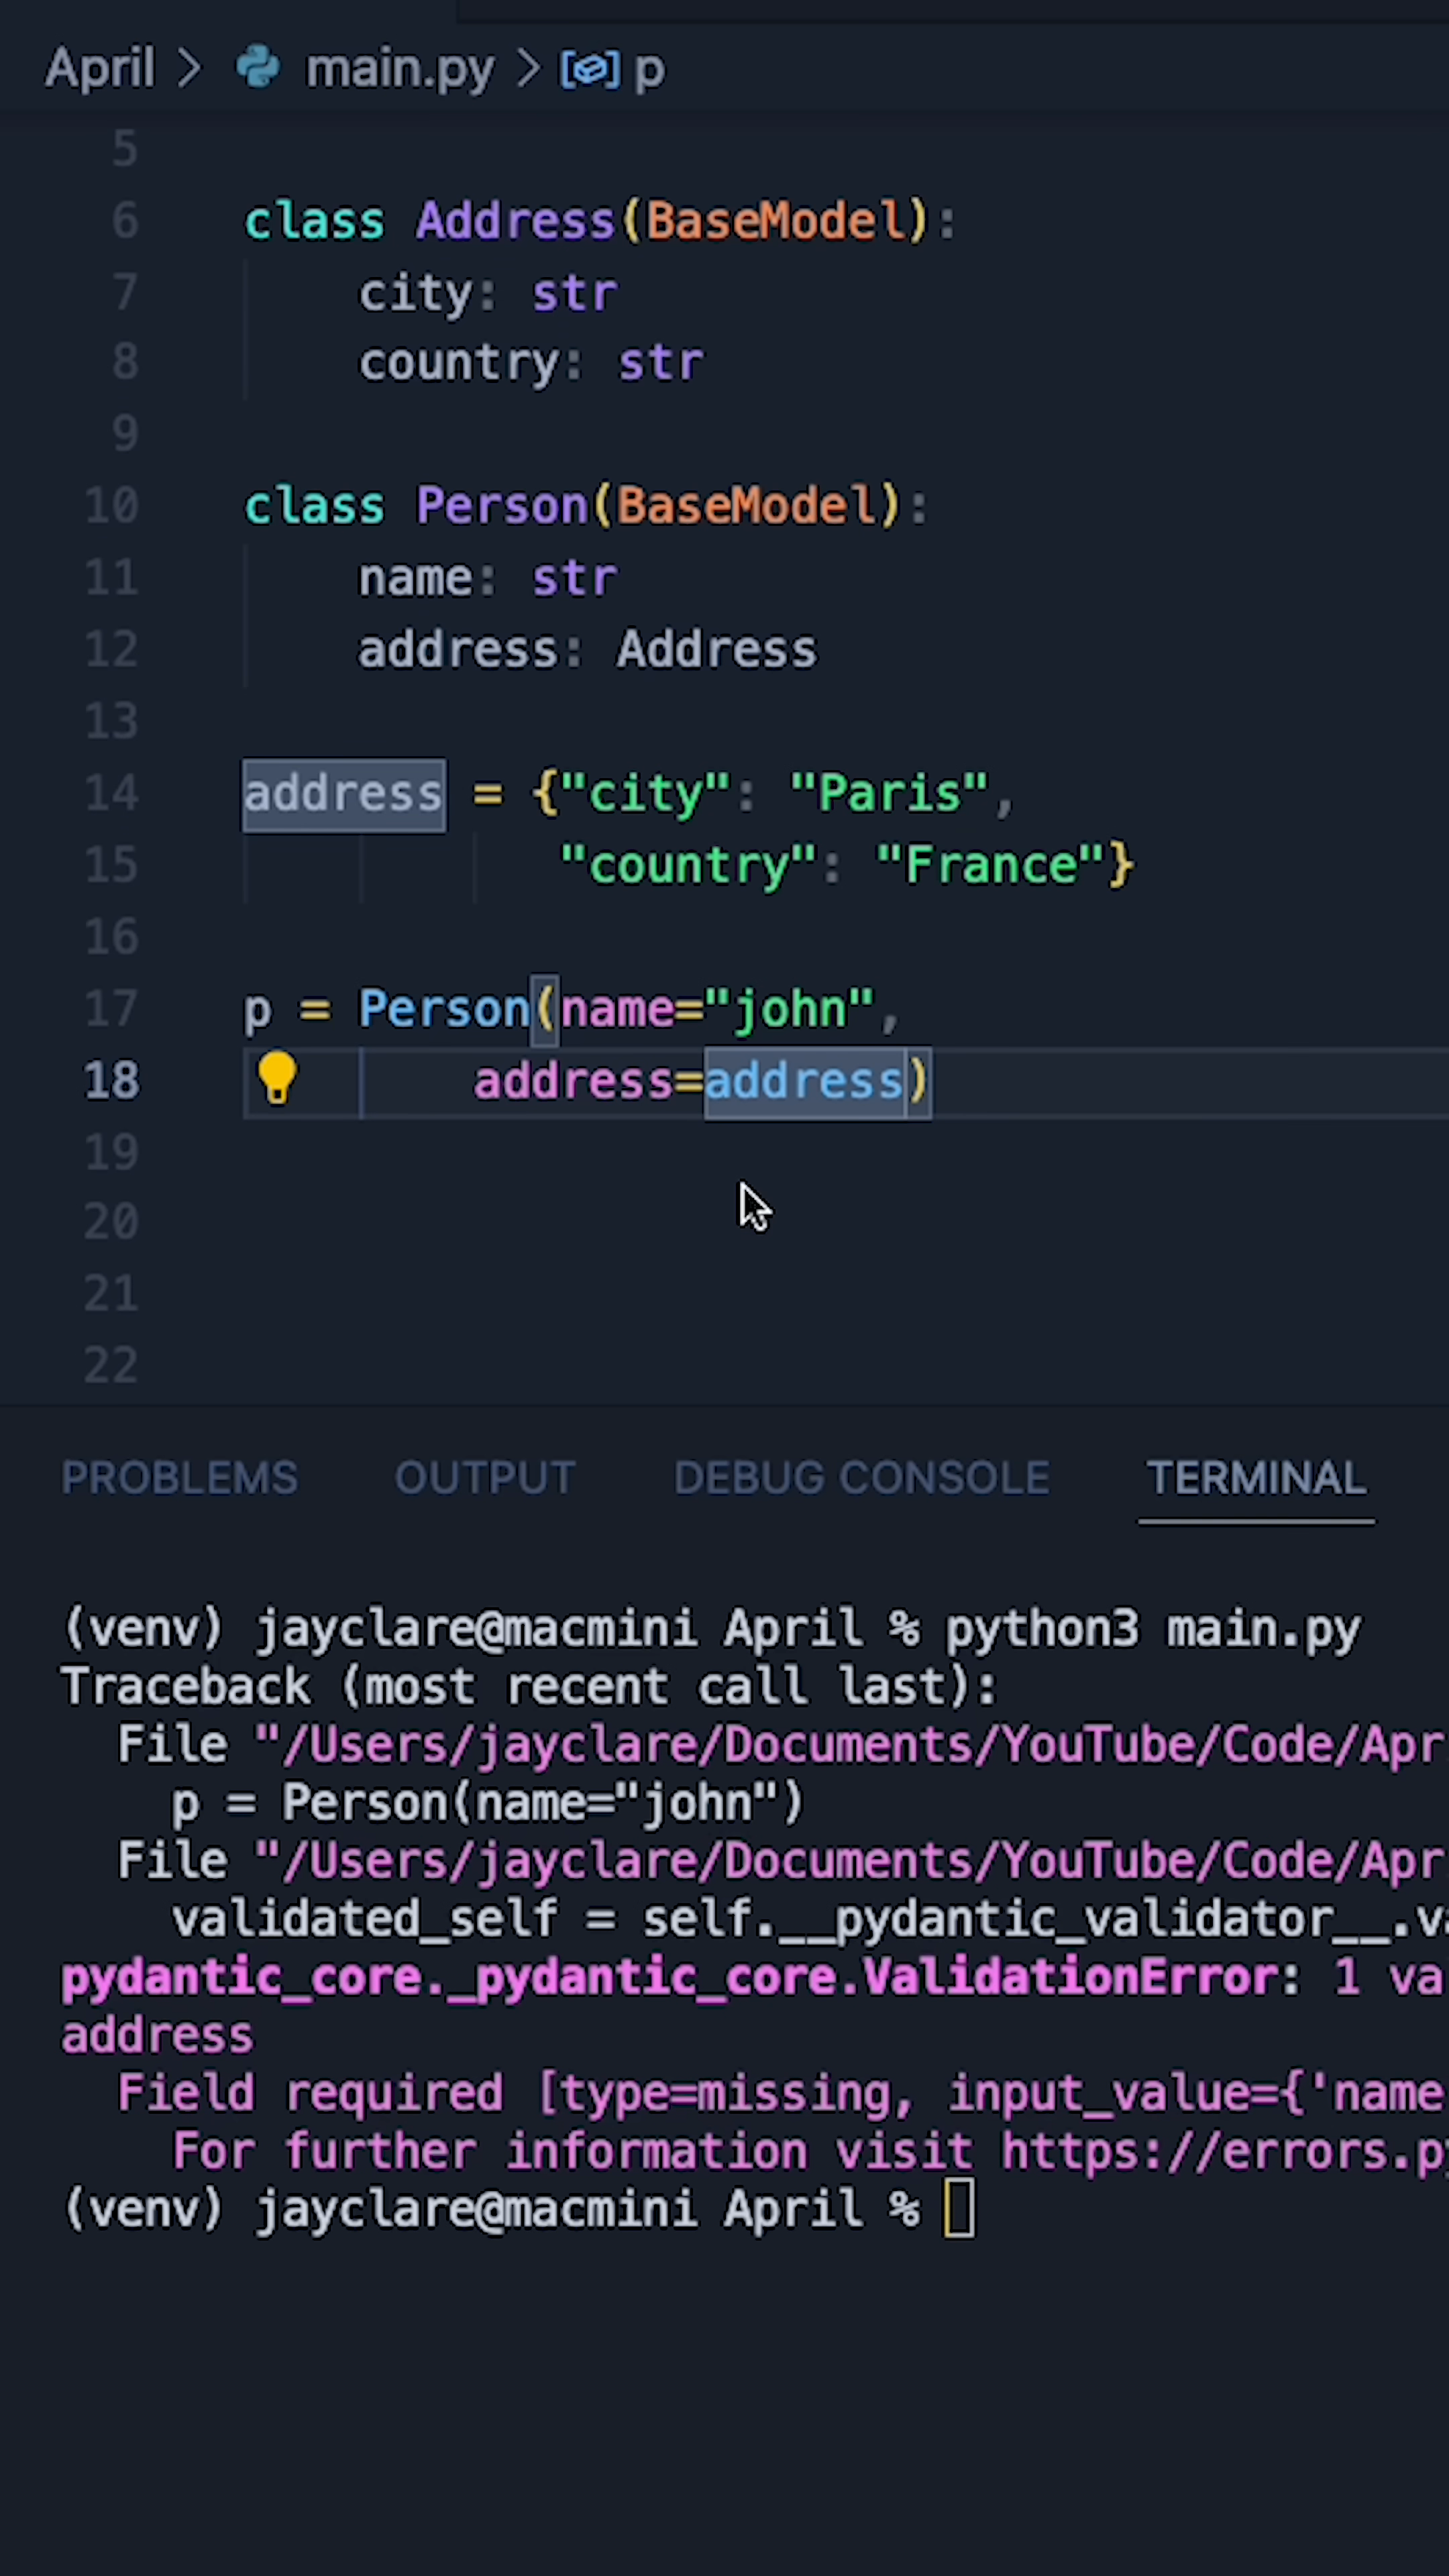 April > main.py > p
5
6 class Address(BaseModel):
7     city: str
8     country: str
9
10 class Person(BaseModel):
11     name: str
12     address: Address
13
14 address = {"city": "Paris",
15            "country": "France"}
16
17 p = Person(name="john",
18         address=address)
19
20
21
22
PROBLEMS OUTPUT DEBUG CONSOLE TERMINAL
(venv) jayclare@macmini April % python3 main.py
Traceback (most recent call last):
  File "/Users/jayclare/Documents/YouTube/Code/Apr
    p = Person(name="john")
  File "/Users/jayclare/Documents/YouTube/Code/Apr
    validated_self = self.__pydantic_validator__.va
pydantic_core._pydantic_core.ValidationError: 1 va
address
  Field required [type=missing, input_value={'name
    For further information visit https://errors.py
(venv) jayclare@macmini April %